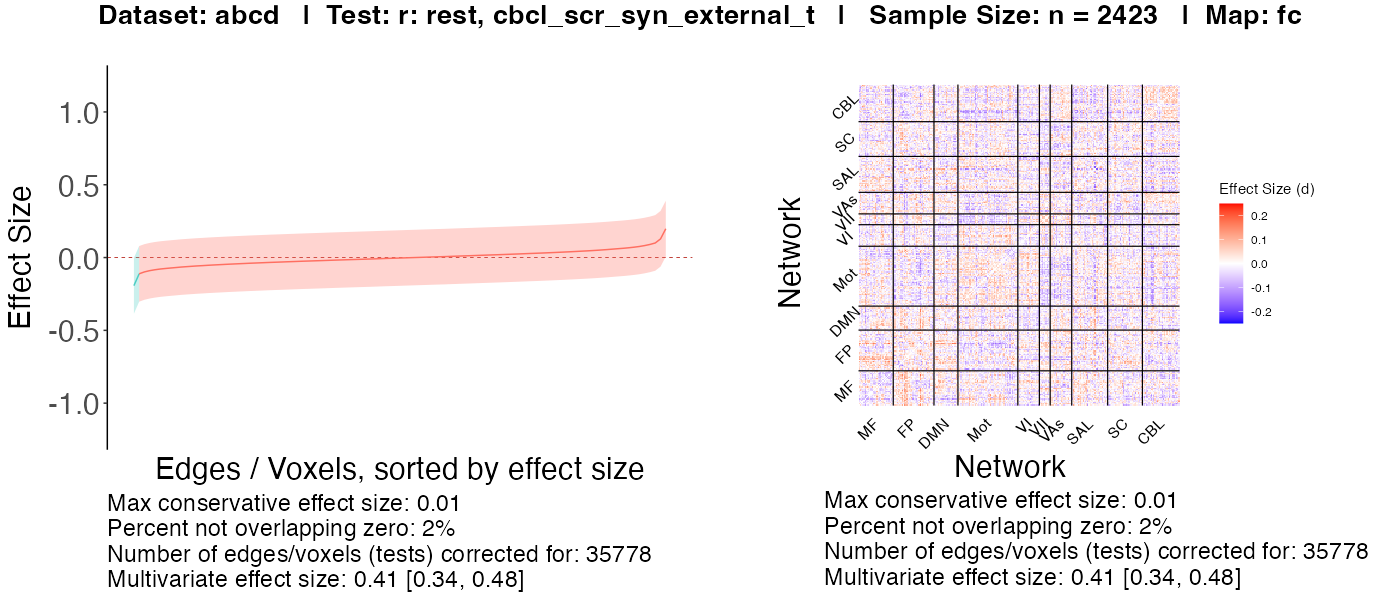 Dataset: abcd | Test: r: rest, cbcl_scr_syn_external_t | Sample Size: n = 2423 | Map: fc
Effect Size
1.0
0.5
0.0
-0.5
-1.0
Edges / Voxels, sorted by effect size
Max conservative effect size: 0.01
Percent not overlapping zero: 2%
Number of edges/voxels (tests) corrected for: 35778
Multivariate effect size: 0.41 [0.34, 0.48]
Network
CBL
SC
SAL
VAs
VII
VI
Mot
DMN
FP
MF
MF
FP
DMN
Mot
VI
VII
VAs
SAL
SC
CBL
Network
Effect Size (d)
0.2
0.1
0.0
-0.1
-0.2
Max conservative effect size: 0.01
Percent not overlapping zero: 2%
Number of edges/voxels (tests) corrected for: 35778
Multivariate effect size: 0.41 [0.34, 0.48]